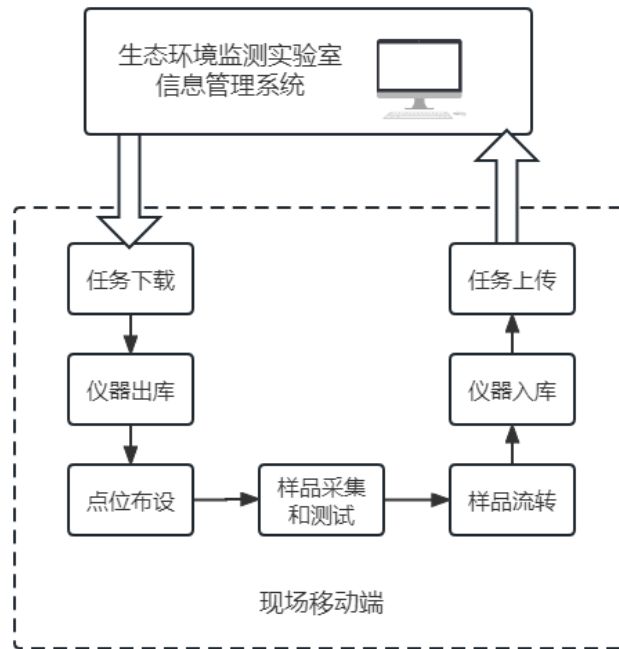 生态环境监测实验室
信息管理系统
任务下载
任务上传
仪器出库
仪器入库
点位布设
样品采集
和测试
样品流转
现场移动端